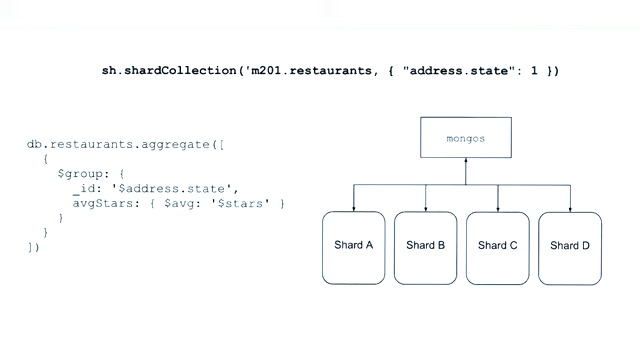 sh.shardCollection('m201.restaurants, { "address.state": 1 })
db.restaurants.aggregate([
{
$group: {
_id: '$address.state',
avgStars: { $avg: '$stars' }
}
}
])
mongos
Shard A
Shard B
Shard C
Shard D